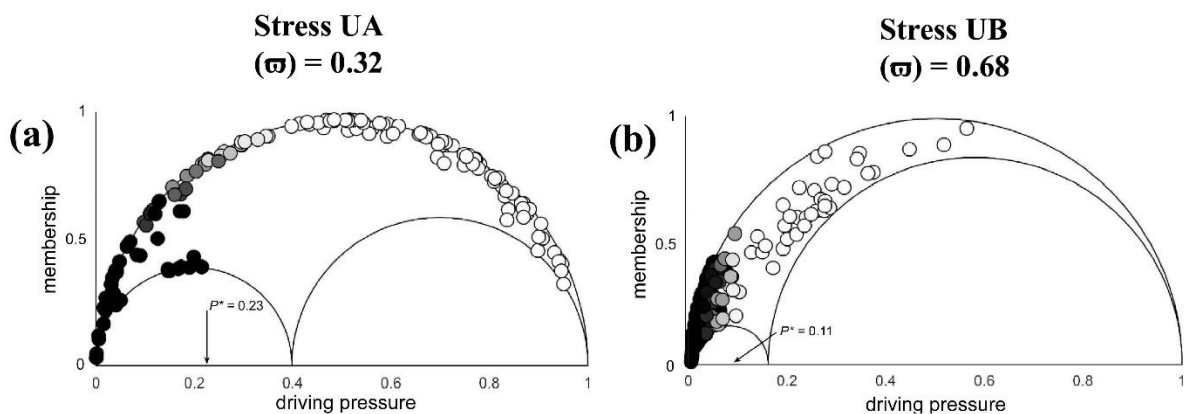 Stress UA
(ϖ) = 0.32
(a)
1
0.5
0
membership
P* = 0.23
0
0.2
0.4
0.6
0.8
1
driving pressure
Stress UB
(ϖ) = 0.68
(b)
1
0.5
0
membership
P* = 0.11
0
0.2
0.4
0.6
0.8
1
driving pressure